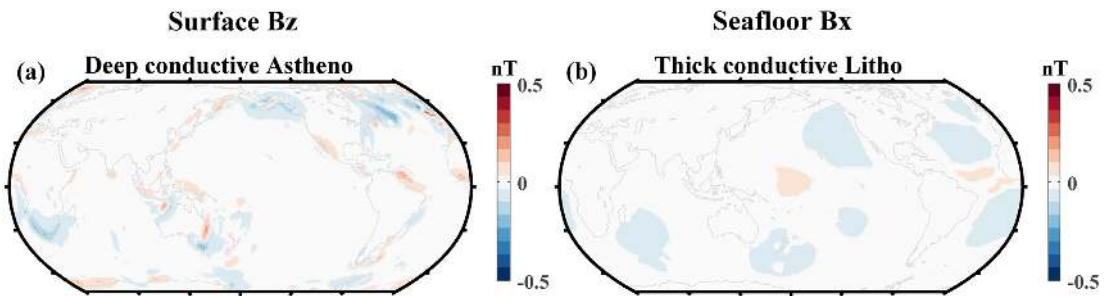 Surface Bz
Seafloor Bx
(a)
Deep conductive Astheno
nT
0.5
0
-0.5
(b)
Thick conductive Litho
nT
0.5
0
-0.5